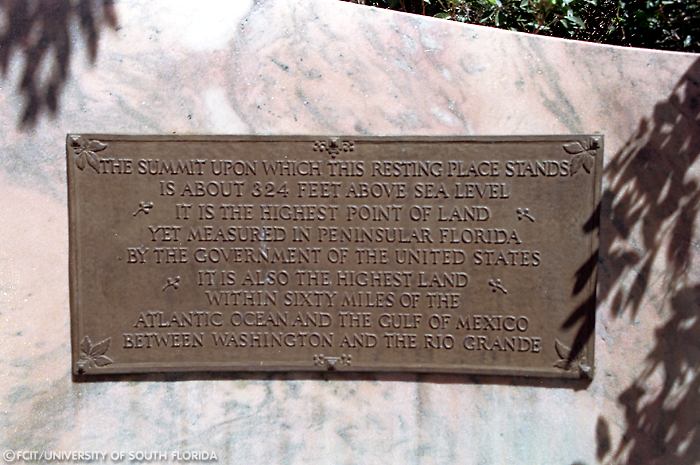 THE SUMMIT UPON WHICH THIS RESTING PLACE STANDS
IS ABOUT 324 FEET ABOVE SEA LEVEL
IT IS THE HIGHEST POINT OF LAND
YET MEASURED IN PENINSULAR FLORIDA
BY THE GOVERNMENT OF THE UNITED STATES
IT IS ALSO THE HIGHEST LAND
WITHIN SIXTY MILES OF THE
ATLANTIC OCEAN AND THE GULF OF MEXICO
BETWEEN WASHINGTON AND THE RIO GRANDE
©FCIT/UNIVERSITY OF SOUTH FLORIDA